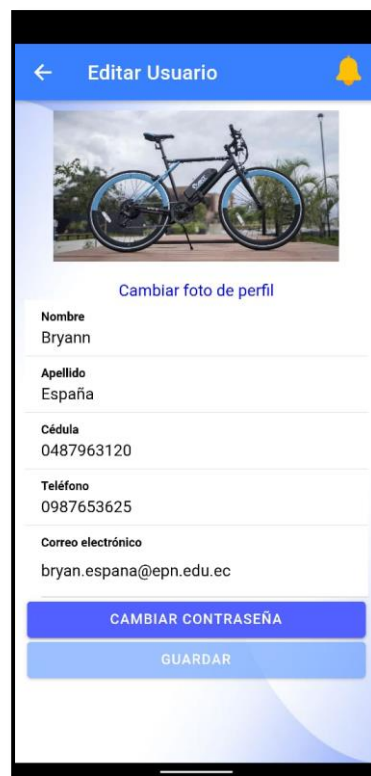 Editar Usuario
Cambiar foto de perfil
Nombre
Bryann
Apellido
España
Cédula
0487963120
Teléfono
0987653625
Correo electrónico
bryan.espana@epn.edu.ec
CAMBIAR CONTRASEÑA
GUARDAR